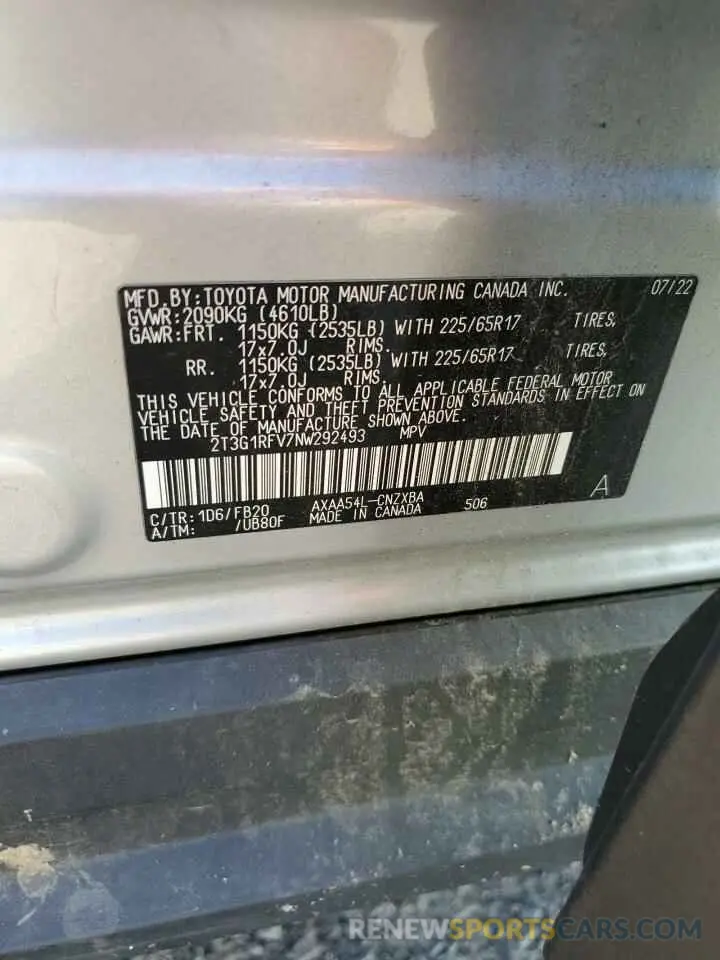 MFD.BY:TOYOTA MOTOR MANUFACTURING CANADA INC. 07/22
GVWR:2090KG (4610LB)
GAWR:FRT. 1150KG (2535LB) WITH 225/65R17 TIRES,
17x7.0J RIMS.
RR. 1150KG (2535LB) WITH 225/65R17 TIRES,
17x7.0J RIMS.
THIS VEHICLE CONFORMS TO ALL APPLICABLE FEDERAL MOTOR
VEHICLE SAFETY AND THEFT PREVENTION STANDARDS IN EFFECT ON
THE DATE OF MANUFACTURE SHOWN ABOVE.
2T3G1RFV7NW292493 MPV
C/TR:1D6/FB20 AXAA54L-CNZXBA 506 A
A/TM: /UB80F MADE IN CANADA
RENEWSPORTSCARS.COM